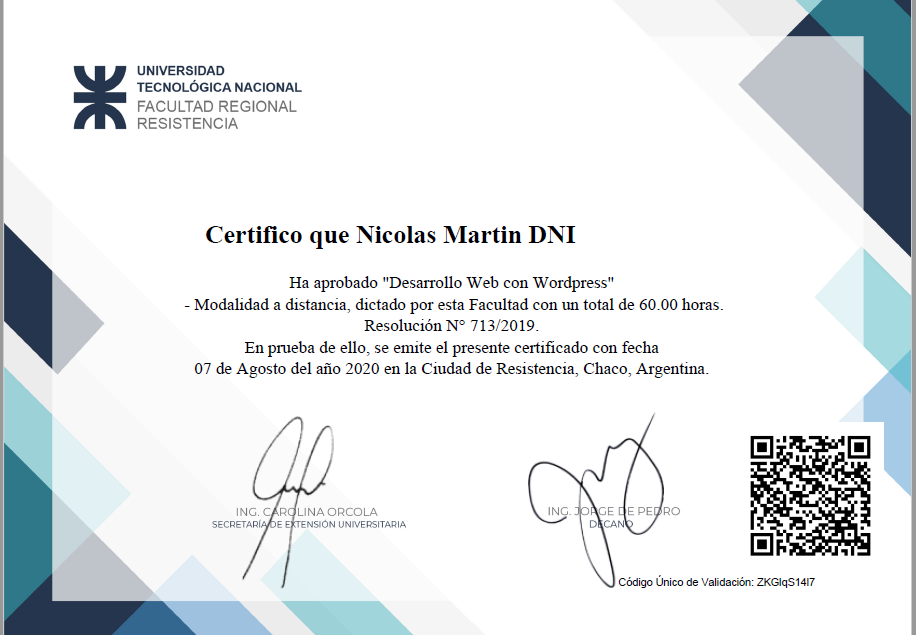 UNIVERSIDAD
TECNOLÓGICA NACIONAL
FACULTAD REGIONAL
RESISTENCIA
Certifico que Nicolas Martin DNI
Ha aprobado "Desarrollo Web con Wordpress"
- Modalidad a distancia, dictado por esta Facultad con un total de 60.00 horas.
Resolución N° 713/2019.
En prueba de ello, se emite el presente certificado con fecha
07 de Agosto del año 2020 en la Ciudad de Resistencia, Chaco, Argentina.
ING. CAROLINA ORCOLA
SECRETARÍA DE EXTENSIÓN UNIVERSITARIA
ING. JORGE DE PEDRO
DECANO
Código Único de Validación: ZKGlqS14l7